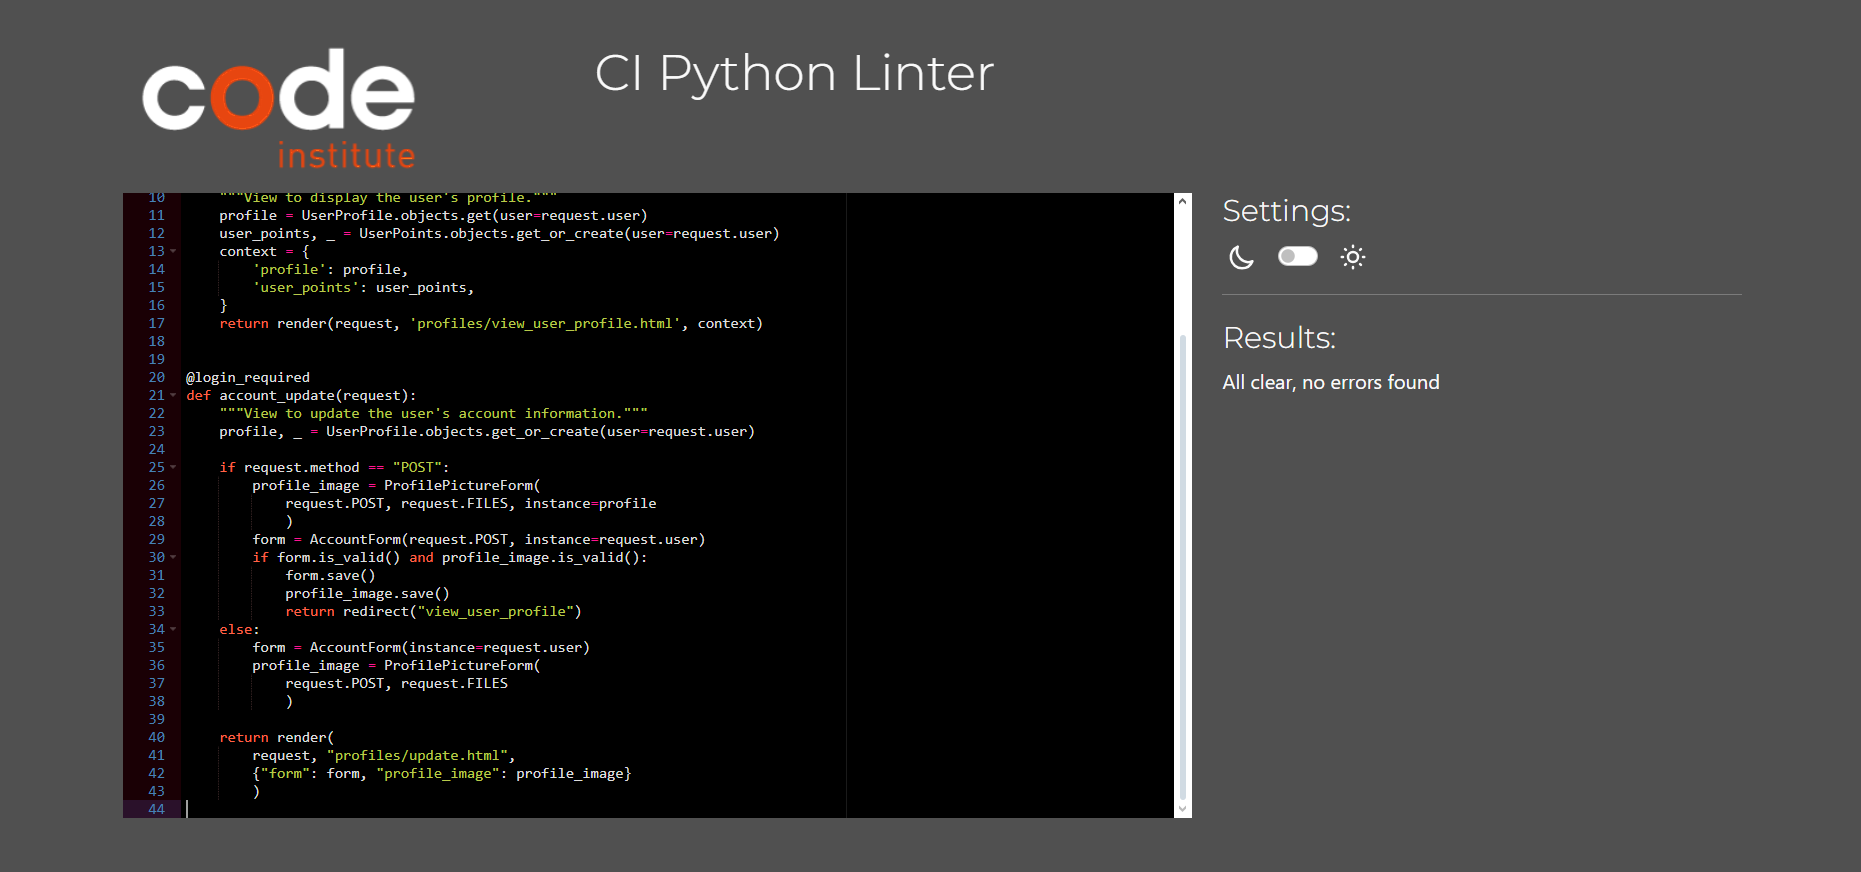 code
institute
CI Python Linter
10     """View to display the user's profile."""
11     profile = UserProfile.objects.get(user=request.user)
12     user_points, _ = UserPoints.objects.get_or_create(user=request.user)
13     context = {
14         'profile': profile,
15         'user_points': user_points,
16     }
17     return render(request, 'profiles/view_user_profile.html', context)
18
19
20 @login_required
21 def account_update(request):
22     """View to update the user's account information."""
23     profile, _ = UserProfile.objects.get_or_create(user=request.user)
24
25     if request.method == "POST":
26         profile_image = ProfilePictureForm(
27             request.POST, request.FILES, instance=profile
28             )
29         form = AccountForm(request.POST, instance=request.user)
30         if form.is_valid() and profile_image.is_valid():
31             form.save()
32             profile_image.save()
33             return redirect("view_user_profile")
34     else:
35         form = AccountForm(instance=request.user)
36         profile_image = ProfilePictureForm(
37             request.POST, request.FILES
38             )
39
40     return render(
41         request, "profiles/update.html",
42         {"form": form, "profile_image": profile_image}
43         )
44
Settings:
Results:
All clear, no errors found